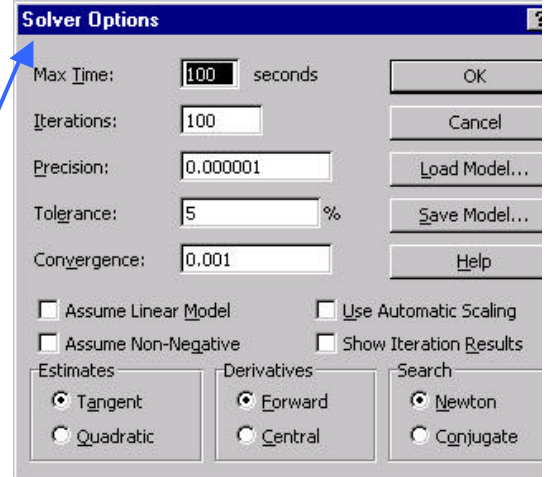 Solver Options
Max Time: 100 seconds OK
Iterations: 100 Cancel
Precision: 0.000001 Load Model...
Tolerance: 5 % Save Model...
Convergence: 0.001 Help
Assume Linear Model Use Automatic Scaling
Assume Non-Negative Show Iteration Results
Estimates Derivatives Search
Tangent Forward Newton
Quadratic Central Conjugate